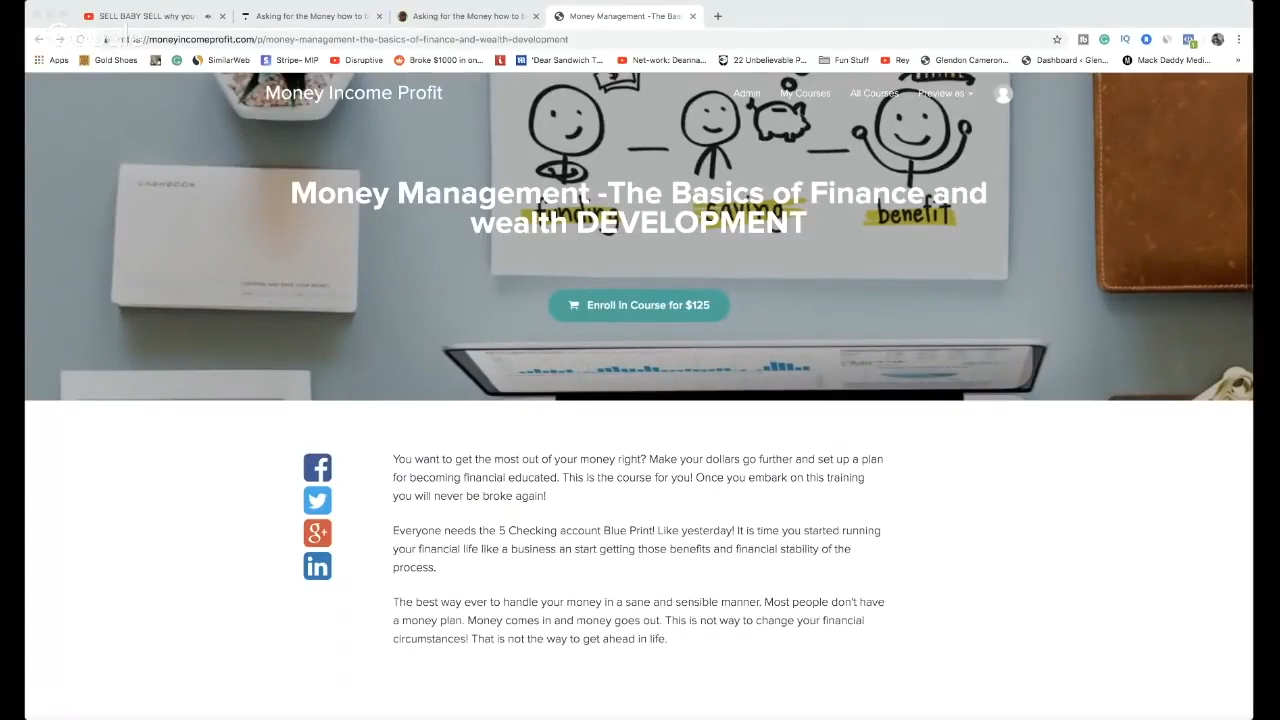 SELL BABY SELL why you
Asking for the Money how to b
Asking for the Money how to b
Money Management -The Bas
moneyincomeprofit.com/p/money-management-the-basics-of-finance-and-wealth-development
Apps
Gold Shoes
SimilarWeb
Stripe- MIP
Disruptive
Broke $1000 in on...
'Dear Sandwich T...
Net-work: Deanna...
22 Unbelievable P...
Fun Stuff
Rey
Glendon Cameron...
Dashboard ‹ Glen...
Mack Daddy Medi...
»
Money Income Profit
Admin
My Courses
All Courses
Preview as
CASHBOOK
Money Management -The Basics of Finance and
wealth DEVELOPMENT
funding
saving
benefit
Enroll in Course for $125
You want to get the most out of your money right? Make your dollars go further and set up a plan
for becoming financial educated. This is the course for you! Once you embark on this training
you will never be broke again!
Everyone needs the 5 Checking account Blue Print! Like yesterday! It is time you started running
your financial life like a business an start getting those benefits and financial stability of the
process.
The best way ever to handle your money in a sane and sensible manner. Most people don't have
a money plan. Money comes in and money goes out. This is not way to change your financial
circumstances! That is not the way to get ahead in life.